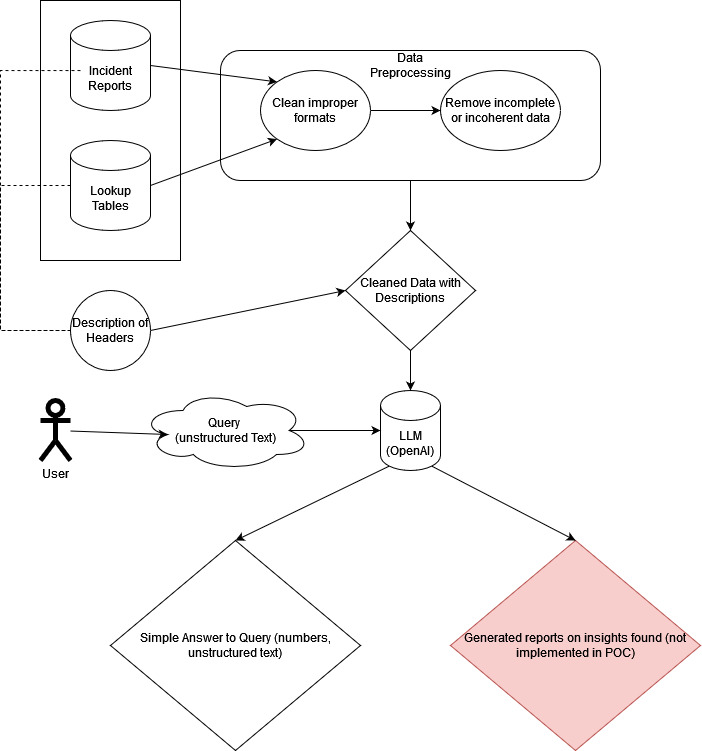 Incident
Reports
Lookup
Tables
Data
Preprocessing
Clean improper
formats
Remove incomplete
or incoherent data
Cleaned Data with
Descriptions
Description of
Headers
User
Query
(unstructured Text)
LLM
(OpenAI)
Simple Answer to Query (numbers,
unstructured text)
Generated reports on insights found (not
implemented in POC)